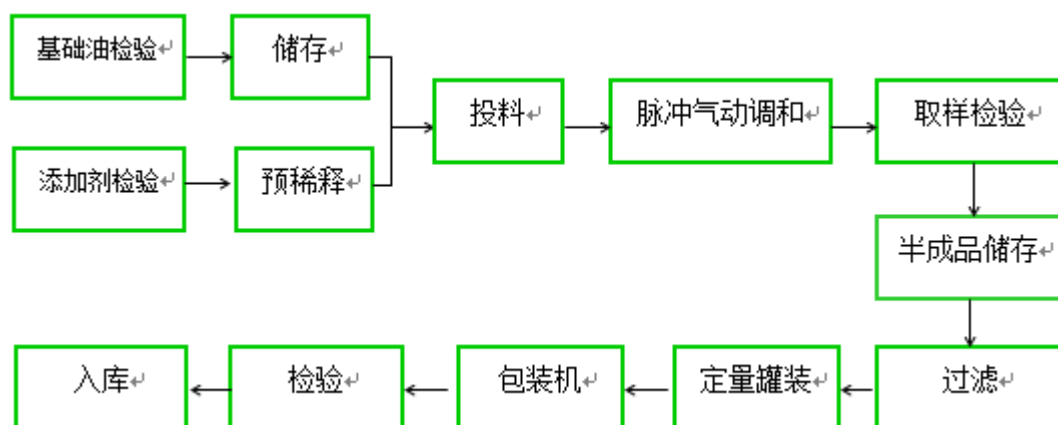 基础油检验
储存
投料
脉冲气动调和
取样检验
添加剂检验
预稀释
半成品储存
入库
检验
包装机
定量罐装
过滤